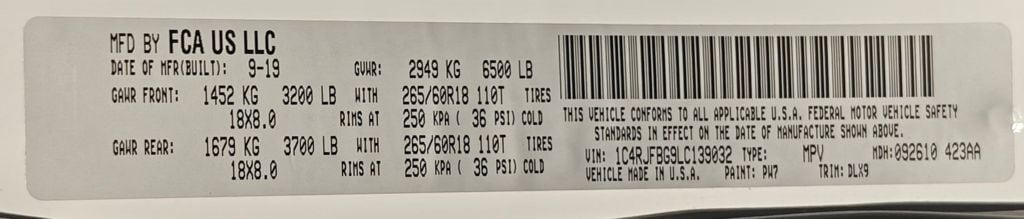 MFD BY FCA US LLC
DATE OF MFR(BUILT): 9-19 GVWR: 2949 KG 6500 LB
GAWR FRONT: 1452 KG 3200 LB WITH 265/60R18 110T TIRES
18X8.0 RIMS AT 250 KPA ( 36 PSI) COLD
GAWR REAR: 1679 KG 3700 LB WITH 265/60R18 110T TIRES
18X8.0 RIMS AT 250 KPA ( 36 PSI) COLD
THIS VEHICLE CONFORMS TO ALL APPLICABLE U.S.A. FEDERAL MOTOR VEHICLE SAFETY
STANDARDS IN EFFECT ON THE DATE OF MANUFACTURE SHOWN ABOVE.
VIN: 1C4RJFBG9LC139032 TYPE: MPV MDH:092610 423AA
VEHICLE MADE IN U.S.A. PAINT: PW7 TRIM: DLX9